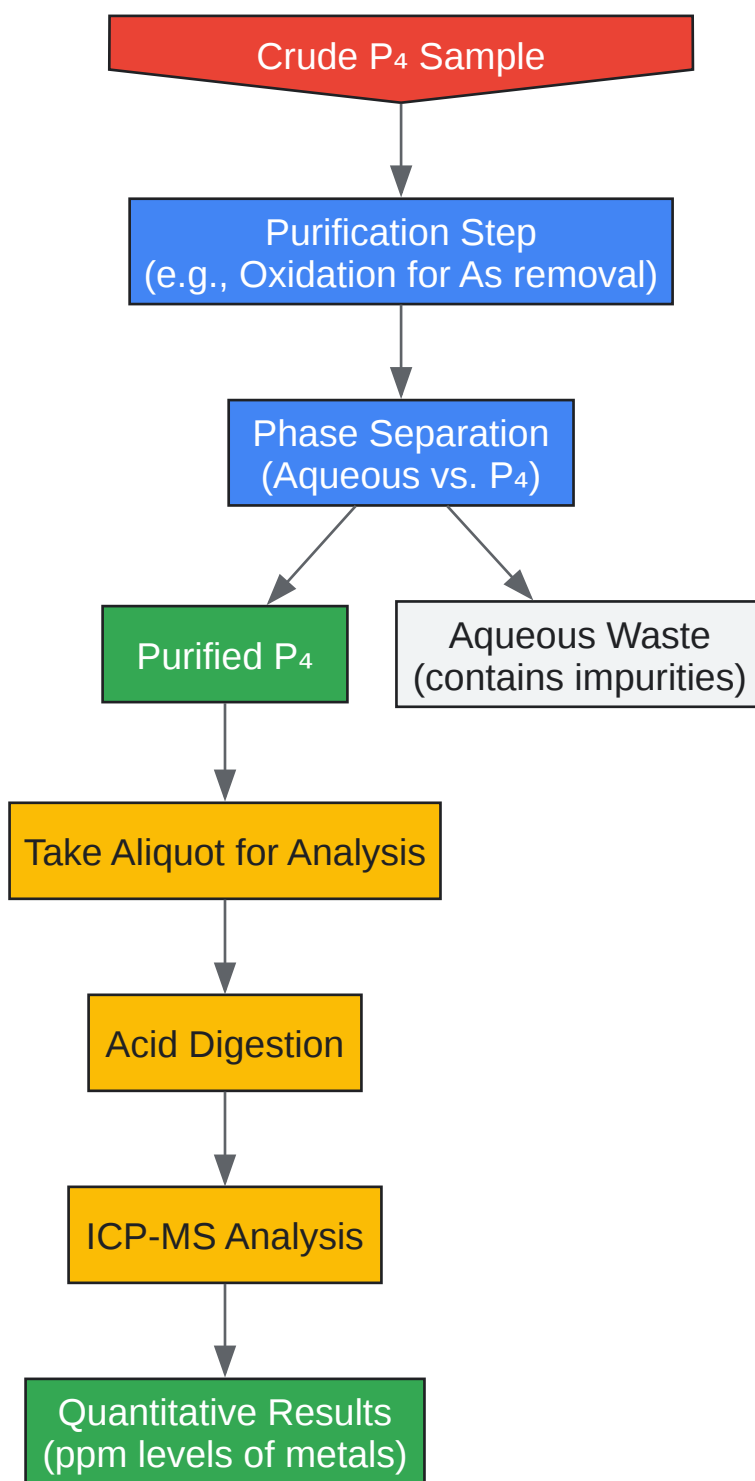 Crude P₄ Sample
Purification Step
(e.g., Oxidation for As removal)
Phase Separation
(Aqueous vs. P₄)
Purified P₄
Aqueous Waste
(contains impurities)
Take Aliquot for Analysis
Acid Digestion
ICP-MS Analysis
Quantitative Results
(ppm levels of metals)